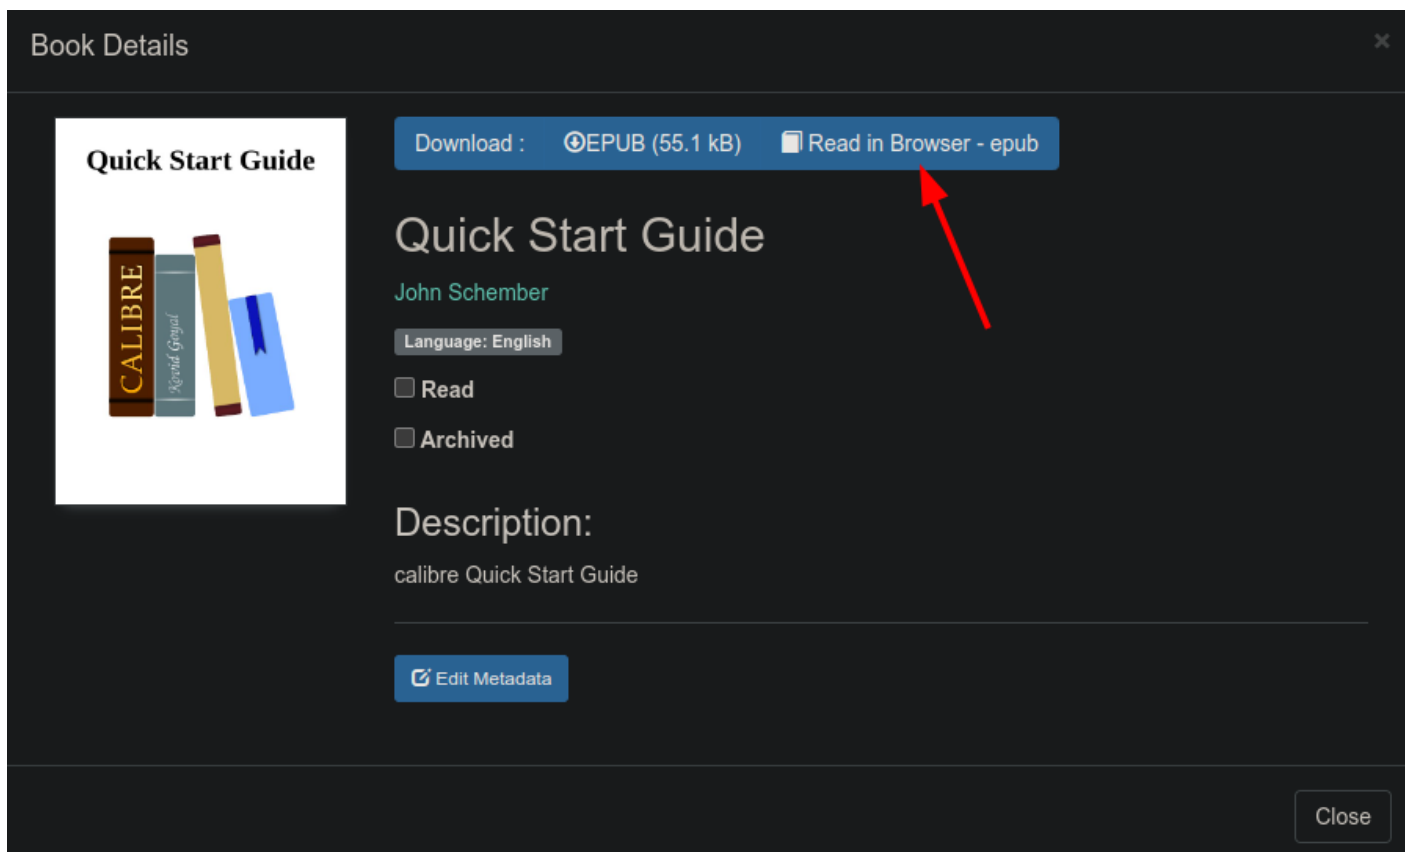 Book Details
×
Quick Start Guide
CALIBRE
Kovid Goyal
Download :
EPUB (55.1 kB)
Read in Browser - epub
Quick Start Guide
John Schember
Language: English
Read
Archived
Description:
calibre Quick Start Guide
Edit Metadata
Close